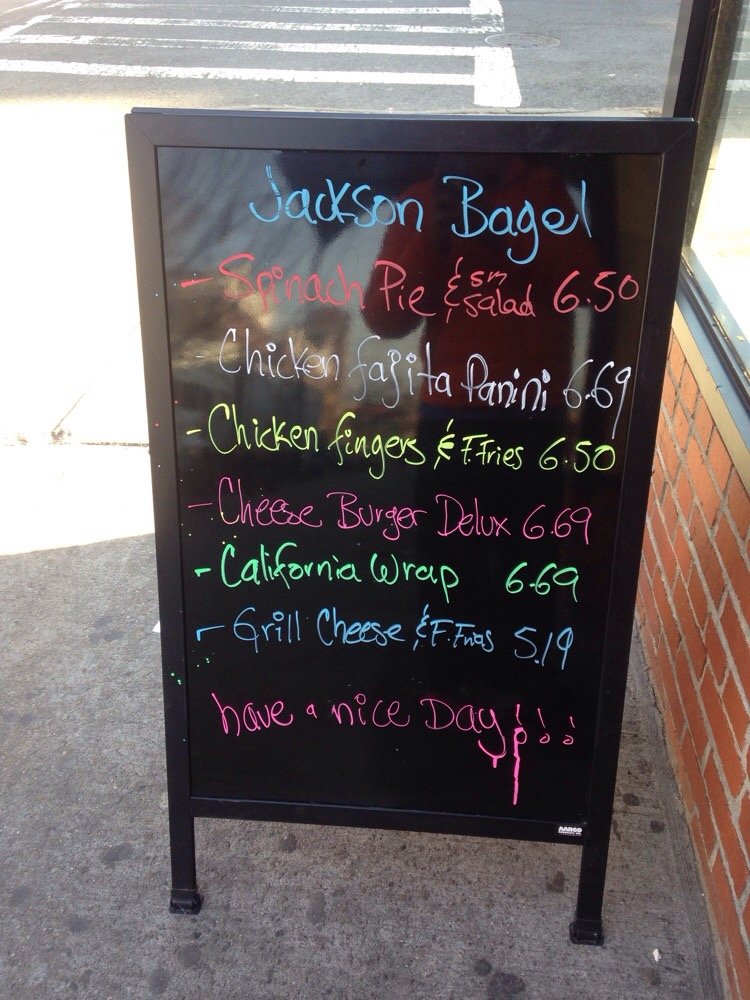 Jackson Bagel
- Spinach Pie & sm salad 6.50
- Chicken fajita Panini 6.69
- Chicken fingers & F.Fries 6.50
- Cheese Burger Delux 6.69
- California Wrap 6.69
- Grill Cheese & F.Fries 5.19
have a nice Day!!!
AARCO